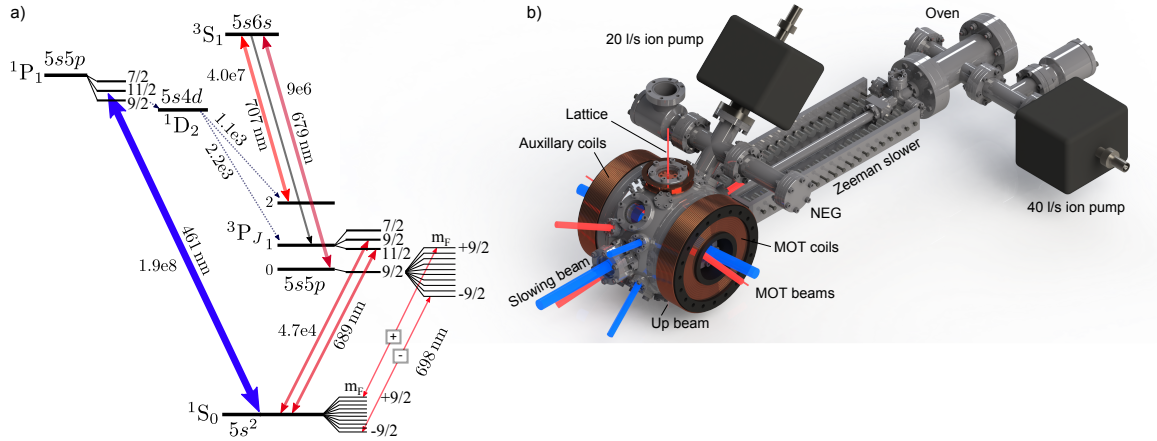 a)
5s6s
³S₁
5s5p
¹P₁
7/2
11/2
9/2
5s4d
¹D₂
4.0e7
707 nm
9e6
679 nm
1.1e3
2.2e3
2
³P_J
1
0
5s5p
7/2
9/2
11/2
9/2
m_F
+9/2
-9/2
461 nm
1.9e8
4.7e4
689 nm
+
-
698 nm
¹S₀
5s²
m_F
+9/2
-9/2
b)
Oven
20 l/s ion pump
Lattice
Auxillary coils
Zeeman slower
NEG
40 l/s ion pump
MOT coils
Slowing beam
MOT beams
Up beam